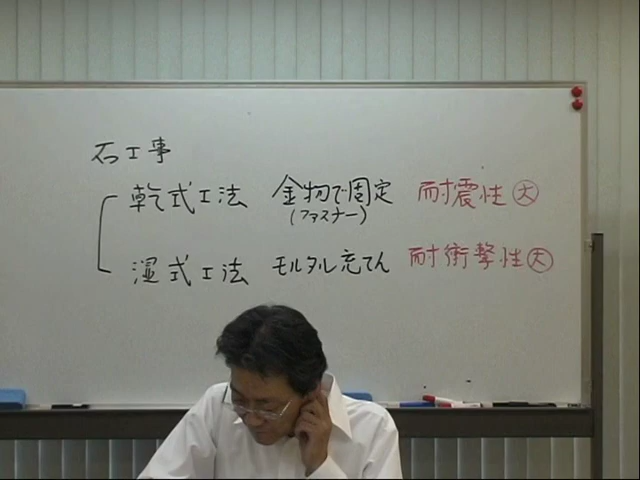 石工事
乾式工法 金物で固定 耐震性 大
(ファスナー)
湿式工法 モルタル充てん 耐衝撃性 大